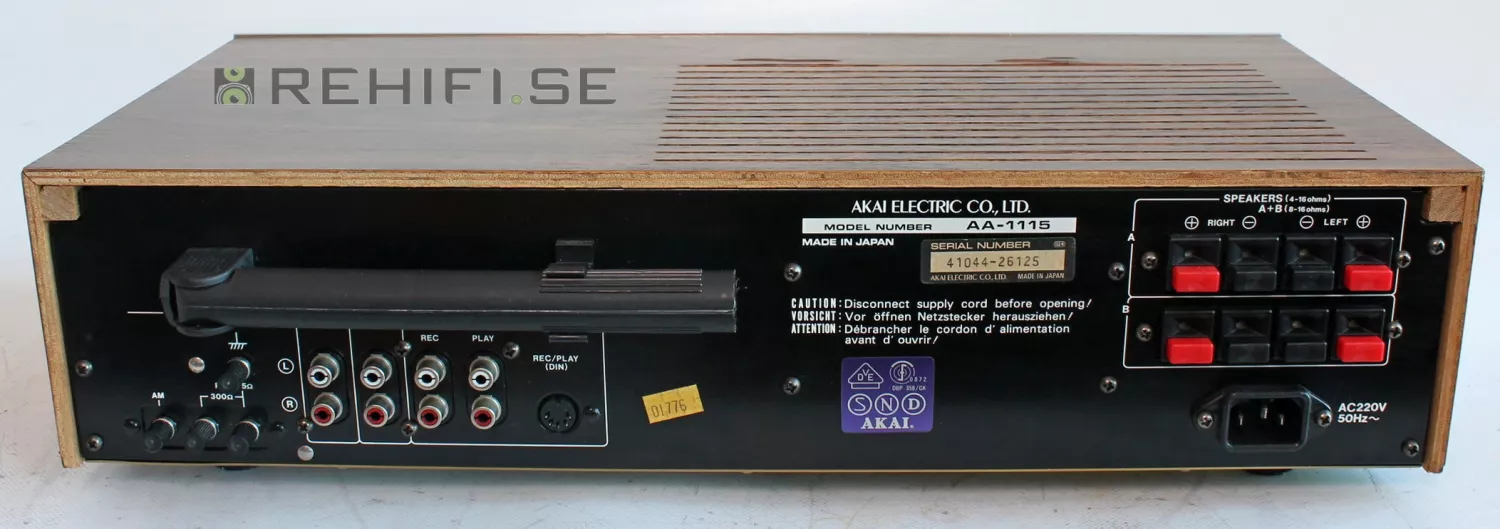 REHIFI.SE
AKAI ELECTRIC CO., LTD.
MODEL NUMBER AA-1115
MADE IN JAPAN
SERIAL NUMBER
41044-26125
AKAI ELECTRIC CO., LTD. MADE IN JAPAN
CAUTION: Disconnect supply cord before opening/
VORSICHT: Vor öffnen Netzstecker herausziehen/
ATTENTION: Débrancher le cordon d' alimentation
avant d' ouvrir/
SPEAKERS (4-16 ohms)
A+B (8-16 ohms)
RIGHT LEFT
A
B
REC PLAY
REC/PLAY
(DIN)
L
R
5Ω
300Ω
AM
01776
VDE
0872
S N D
AKAI.
AC220V
50Hz~